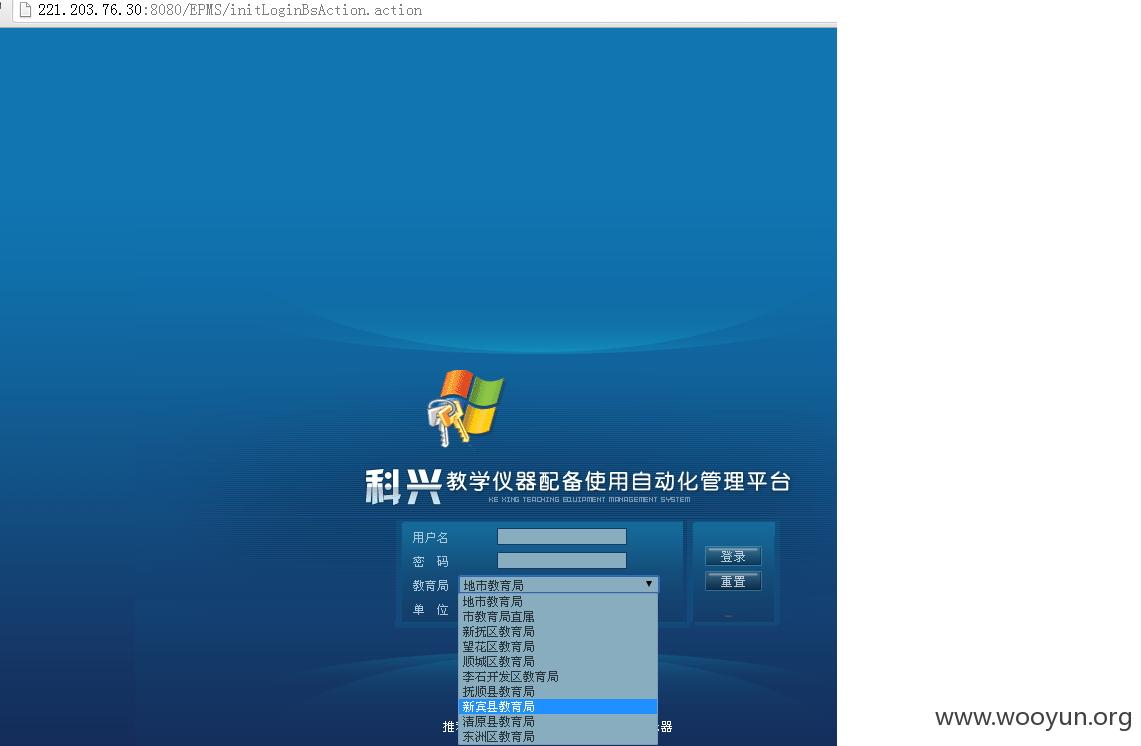 221.203.76.30:8080/EPMS/initLoginBsAction.action
科兴 教学仪器配备使用自动化管理平台
KE XING TEACHING EQUIPMENT MANAGEMENT SYSTEM
用户名
登录
密 码
教育局 地市教育局
重置
单 位
地市教育局
市教育局直属
新抚区教育局
望花区教育局
顺城区教育局
李石开发区教育局
抚顺县教育局
新宾县教育局
清原县教育局
东洲区教育局
推
器
www.wooyun.org